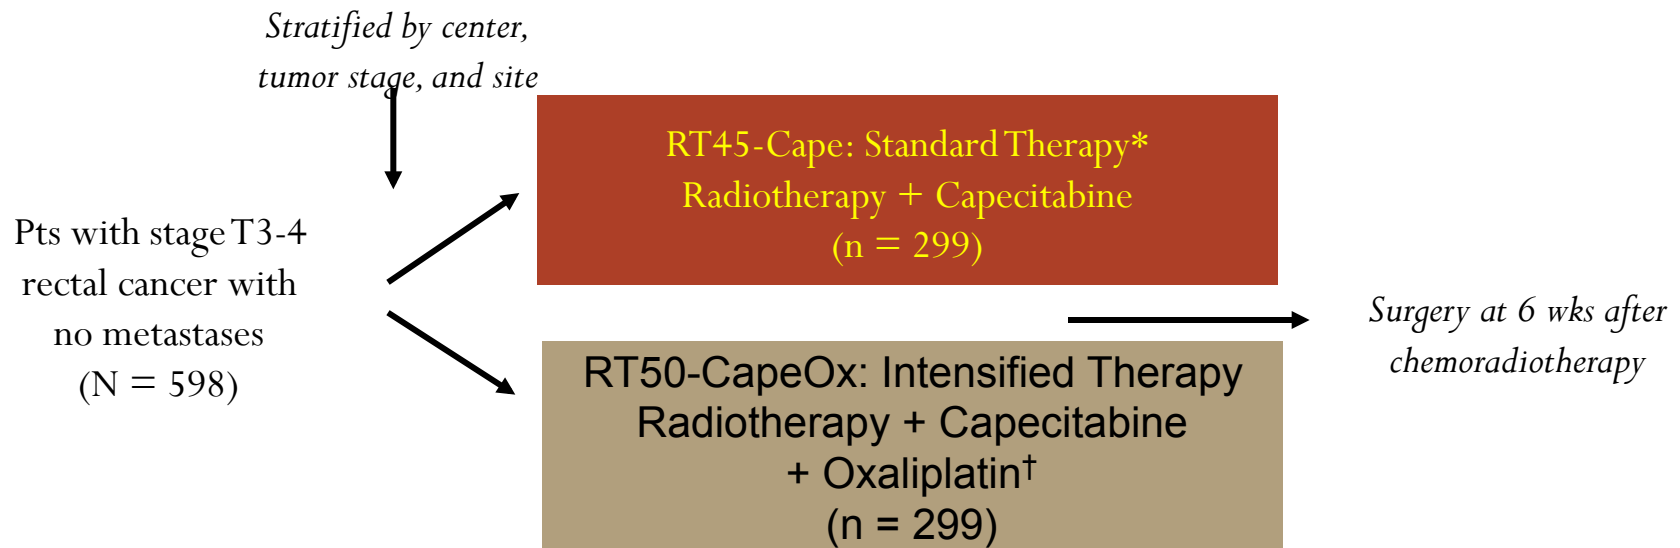 Stratified by center,
tumor stage, and site
Pts with stage T3-4
rectal cancer with
no metastases
(N = 598)
RT45-Cape: Standard Therapy*
Radiotherapy + Capecitabine
(n = 299)
RT50-CapeOx: Intensified Therapy
Radiotherapy + Capecitabine
+ Oxaliplatin†
(n = 299)
Surgery at 6 wks after
chemoradiotherapy